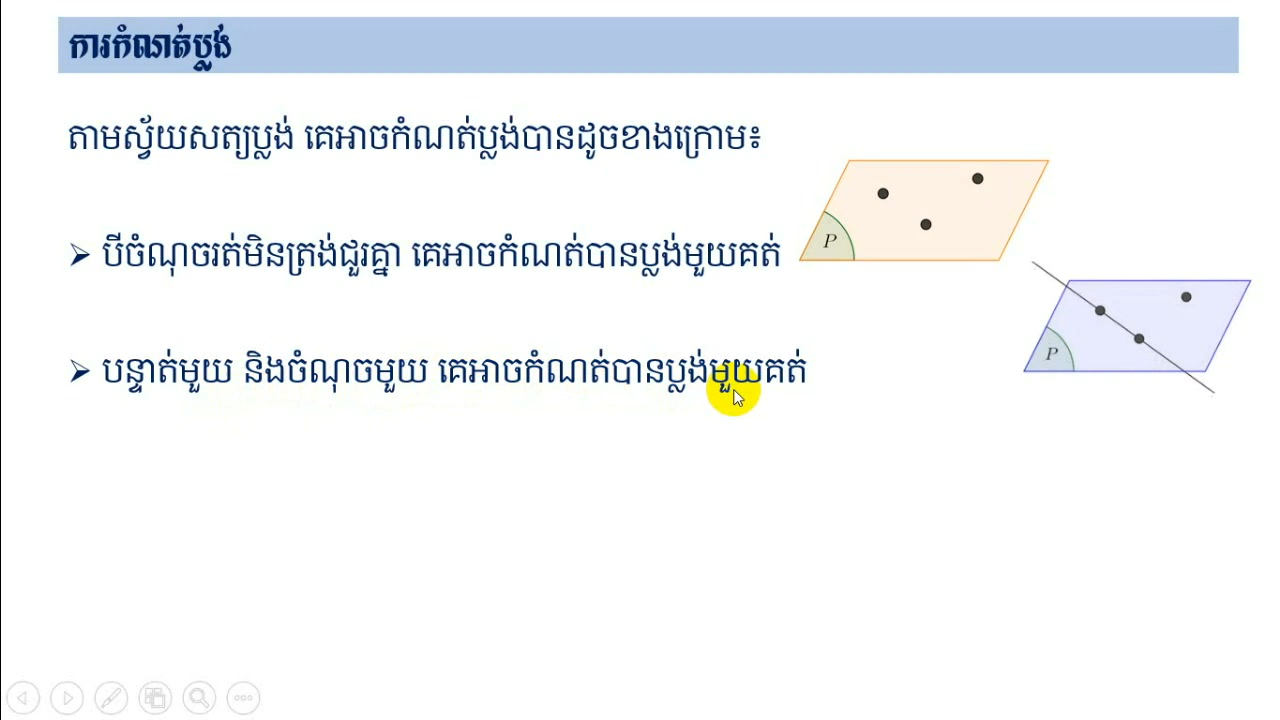 ការកំណត់ប្លង់
តាមស្វ័យសត្យប្លង់ គេអាចកំណត់ប្លង់បានដូចខាងក្រោម៖
បីចំណុចរត់មិនត្រង់ជួរគ្នា គេអាចកំណត់បានប្លង់មួយគត់
P
P
បន្ទាត់មួយ និងចំណុចមួយ គេអាចកំណត់បានប្លង់មួយគត់